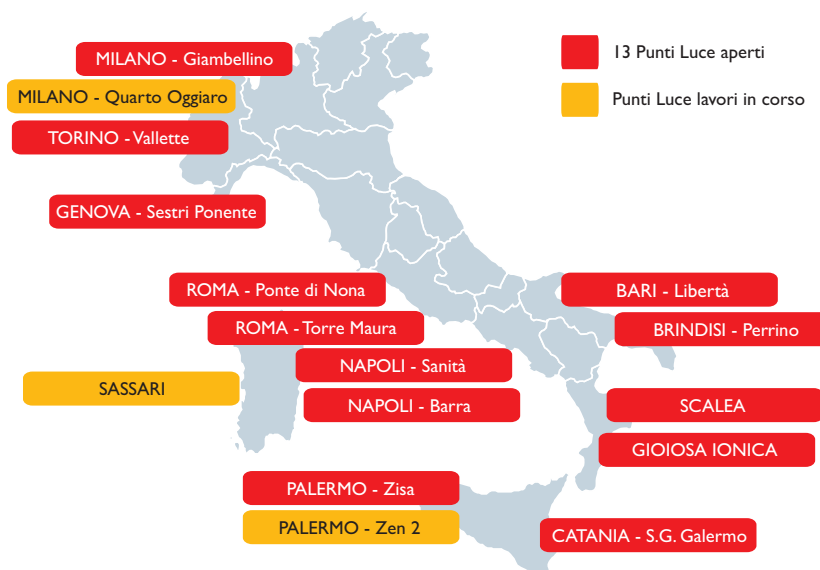 MILANO - Giambellino
13 Punti Luce aperti
MILANO - Quarto Oggiaro
Punti Luce lavori in corso
TORINO - Vallette
GENOVA - Sestri Ponente
ROMA - Ponte di Nona
BARI - Libertà
ROMA - Torre Maura
BRINDISI - Perrino
NAPOLI - Sanità
SASSARI
NAPOLI - Barra
SCALEA
GIOIOSA IONICA
PALERMO - Zisa
PALERMO - Zen 2
CATANIA - S.G. Galermo